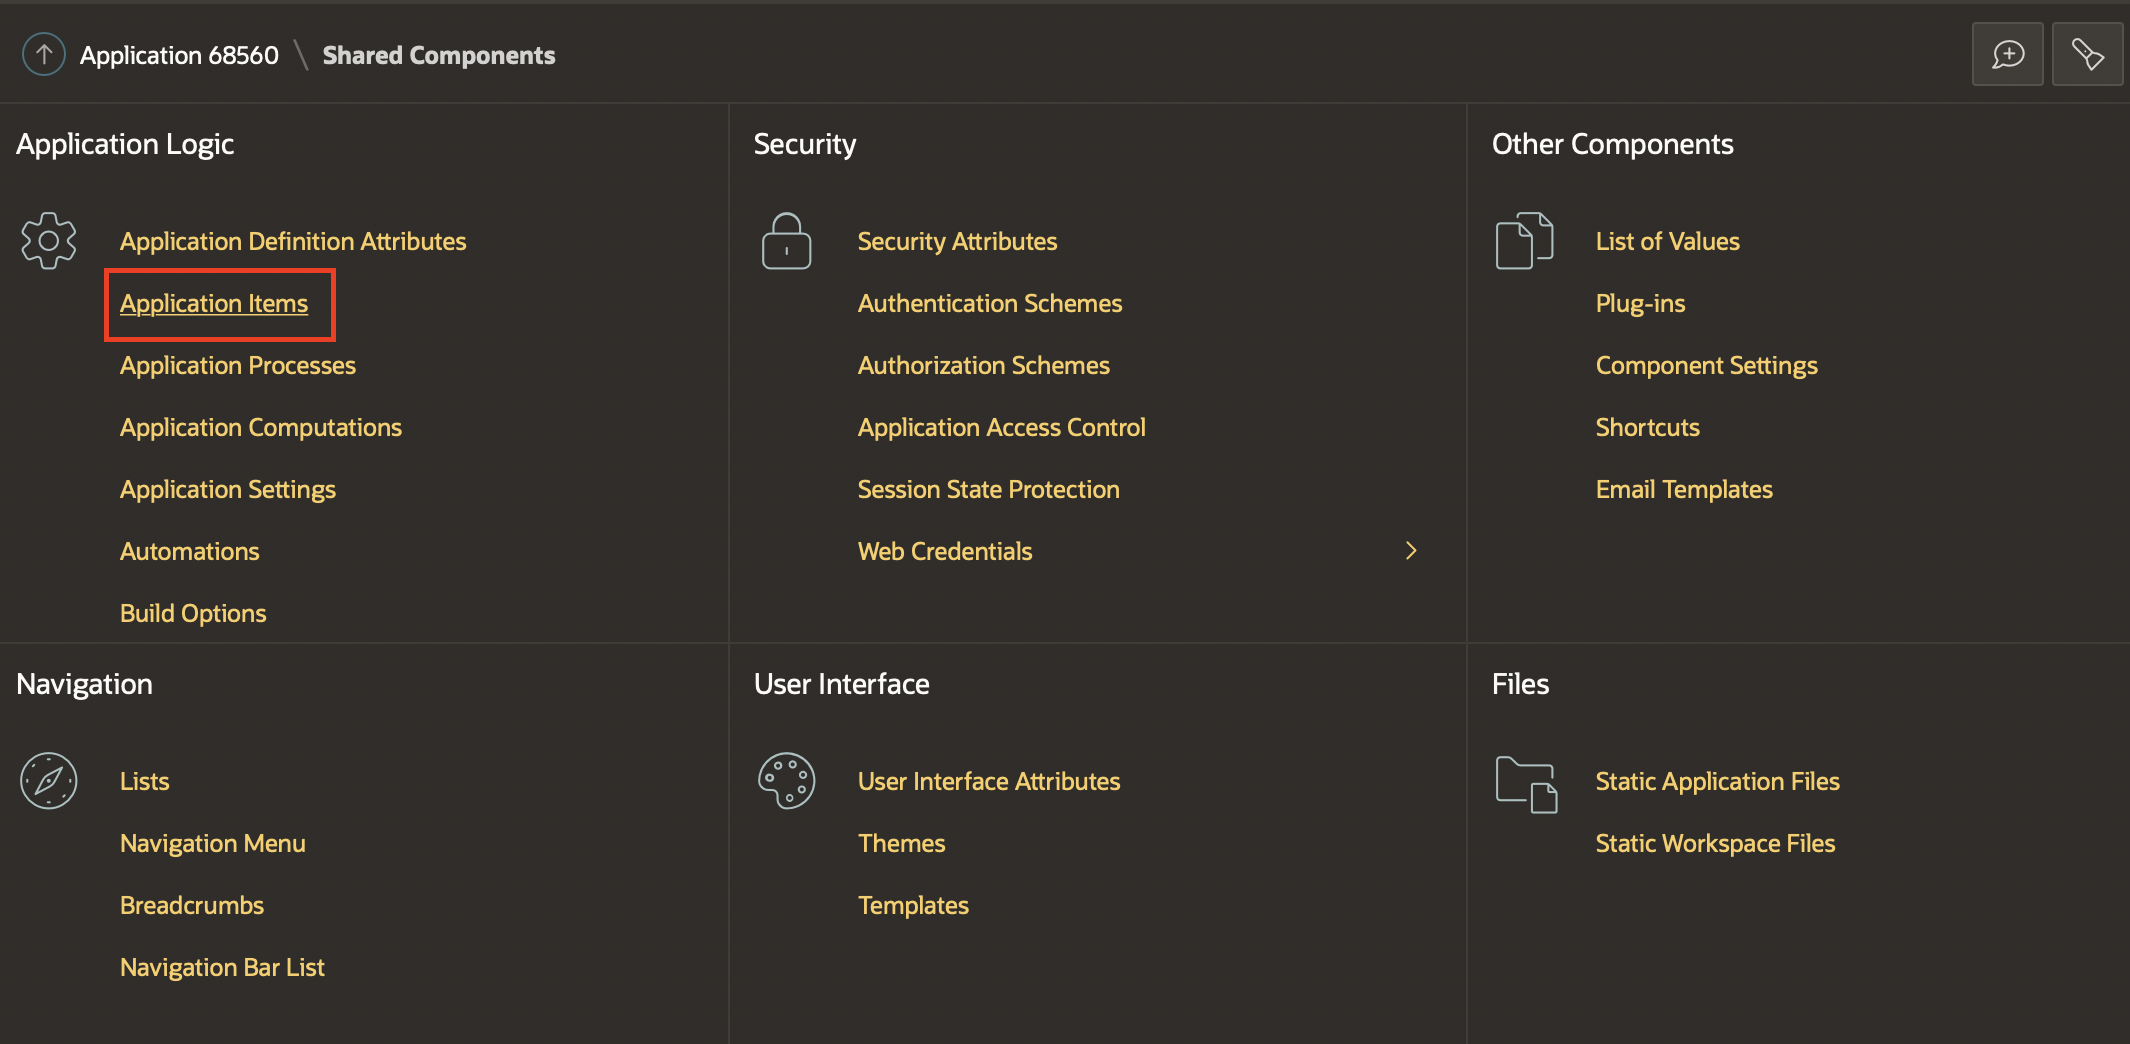 Application 68560 \ Shared Components
Application Logic
Application Definition Attributes
Application Items
Application Processes
Application Computations
Application Settings
Automations
Build Options
Security
Security Attributes
Authentication Schemes
Authorization Schemes
Application Access Control
Session State Protection
Web Credentials
Other Components
List of Values
Plug-ins
Component Settings
Shortcuts
Email Templates
Navigation
Lists
Navigation Menu
Breadcrumbs
Navigation Bar List
User Interface
User Interface Attributes
Themes
Templates
Files
Static Application Files
Static Workspace Files